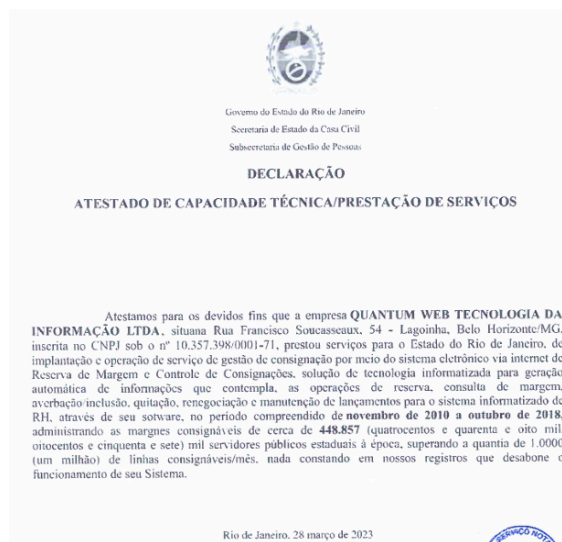 Governo do Estado do Rio de Janeiro
Secretaria de Estado da Casa Civil
Subsecretaria de Gestão de Pessoas
DECLARAÇÃO
ATESTADO DE CAPACIDADE TÉCNICA/PRESTAÇÃO DE SERVIÇOS
Atestamos para os devidos fins que a empresa QUANTUM WEB TECNOLOGIA DA
INFORMAÇÃO LTDA, situana Rua Francisco Soucasseaux, 54 - Lagoinha, Belo Horizonte/MG,
inscrita no CNPJ sob o nº 10.357.398/0001-71, prestou serviços para o Estado do Rio de Janeiro, de
implantação e operação de serviço de gestão de consignação por meio do sistema eletrônico via internet de
Reserva de Margem e Controle de Consignações, solução de tecnologia informatizada para geração
automática de informações que contempla, as operações de reserva, consulta de margem,
averbação/inclusão, quitação, renegociação e manutenção de lançamentos para o sistema informatizado de
RH, através de seu sotware, no período compreendido de novembro de 2010 a outubro de 2018,
administrando as margnes consignáveis de cerca de 448.857 (quatrocentos e quarenta e oito mil
oitocentos e cinquenta e sete) mil servidores públicos estaduais à época, superando a quantia de 1.0000
(um milhão) de linhas consignáveis/mês, nada constando em nossos registros que desabone o
funcionamento de seu Sistema.
Rio de Janeiro, 28 março de 2023
SERVIÇO